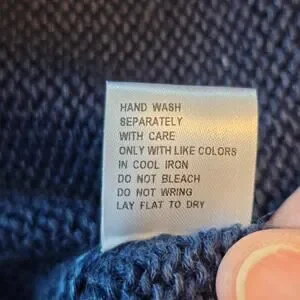 HAND WASH
SEPARATELY
WITH CARE
ONLY WITH LIKE COLORS
IN COOL IRON
DO NOT BLEACH
DO NOT WRING
LAY FLAT TO DRY